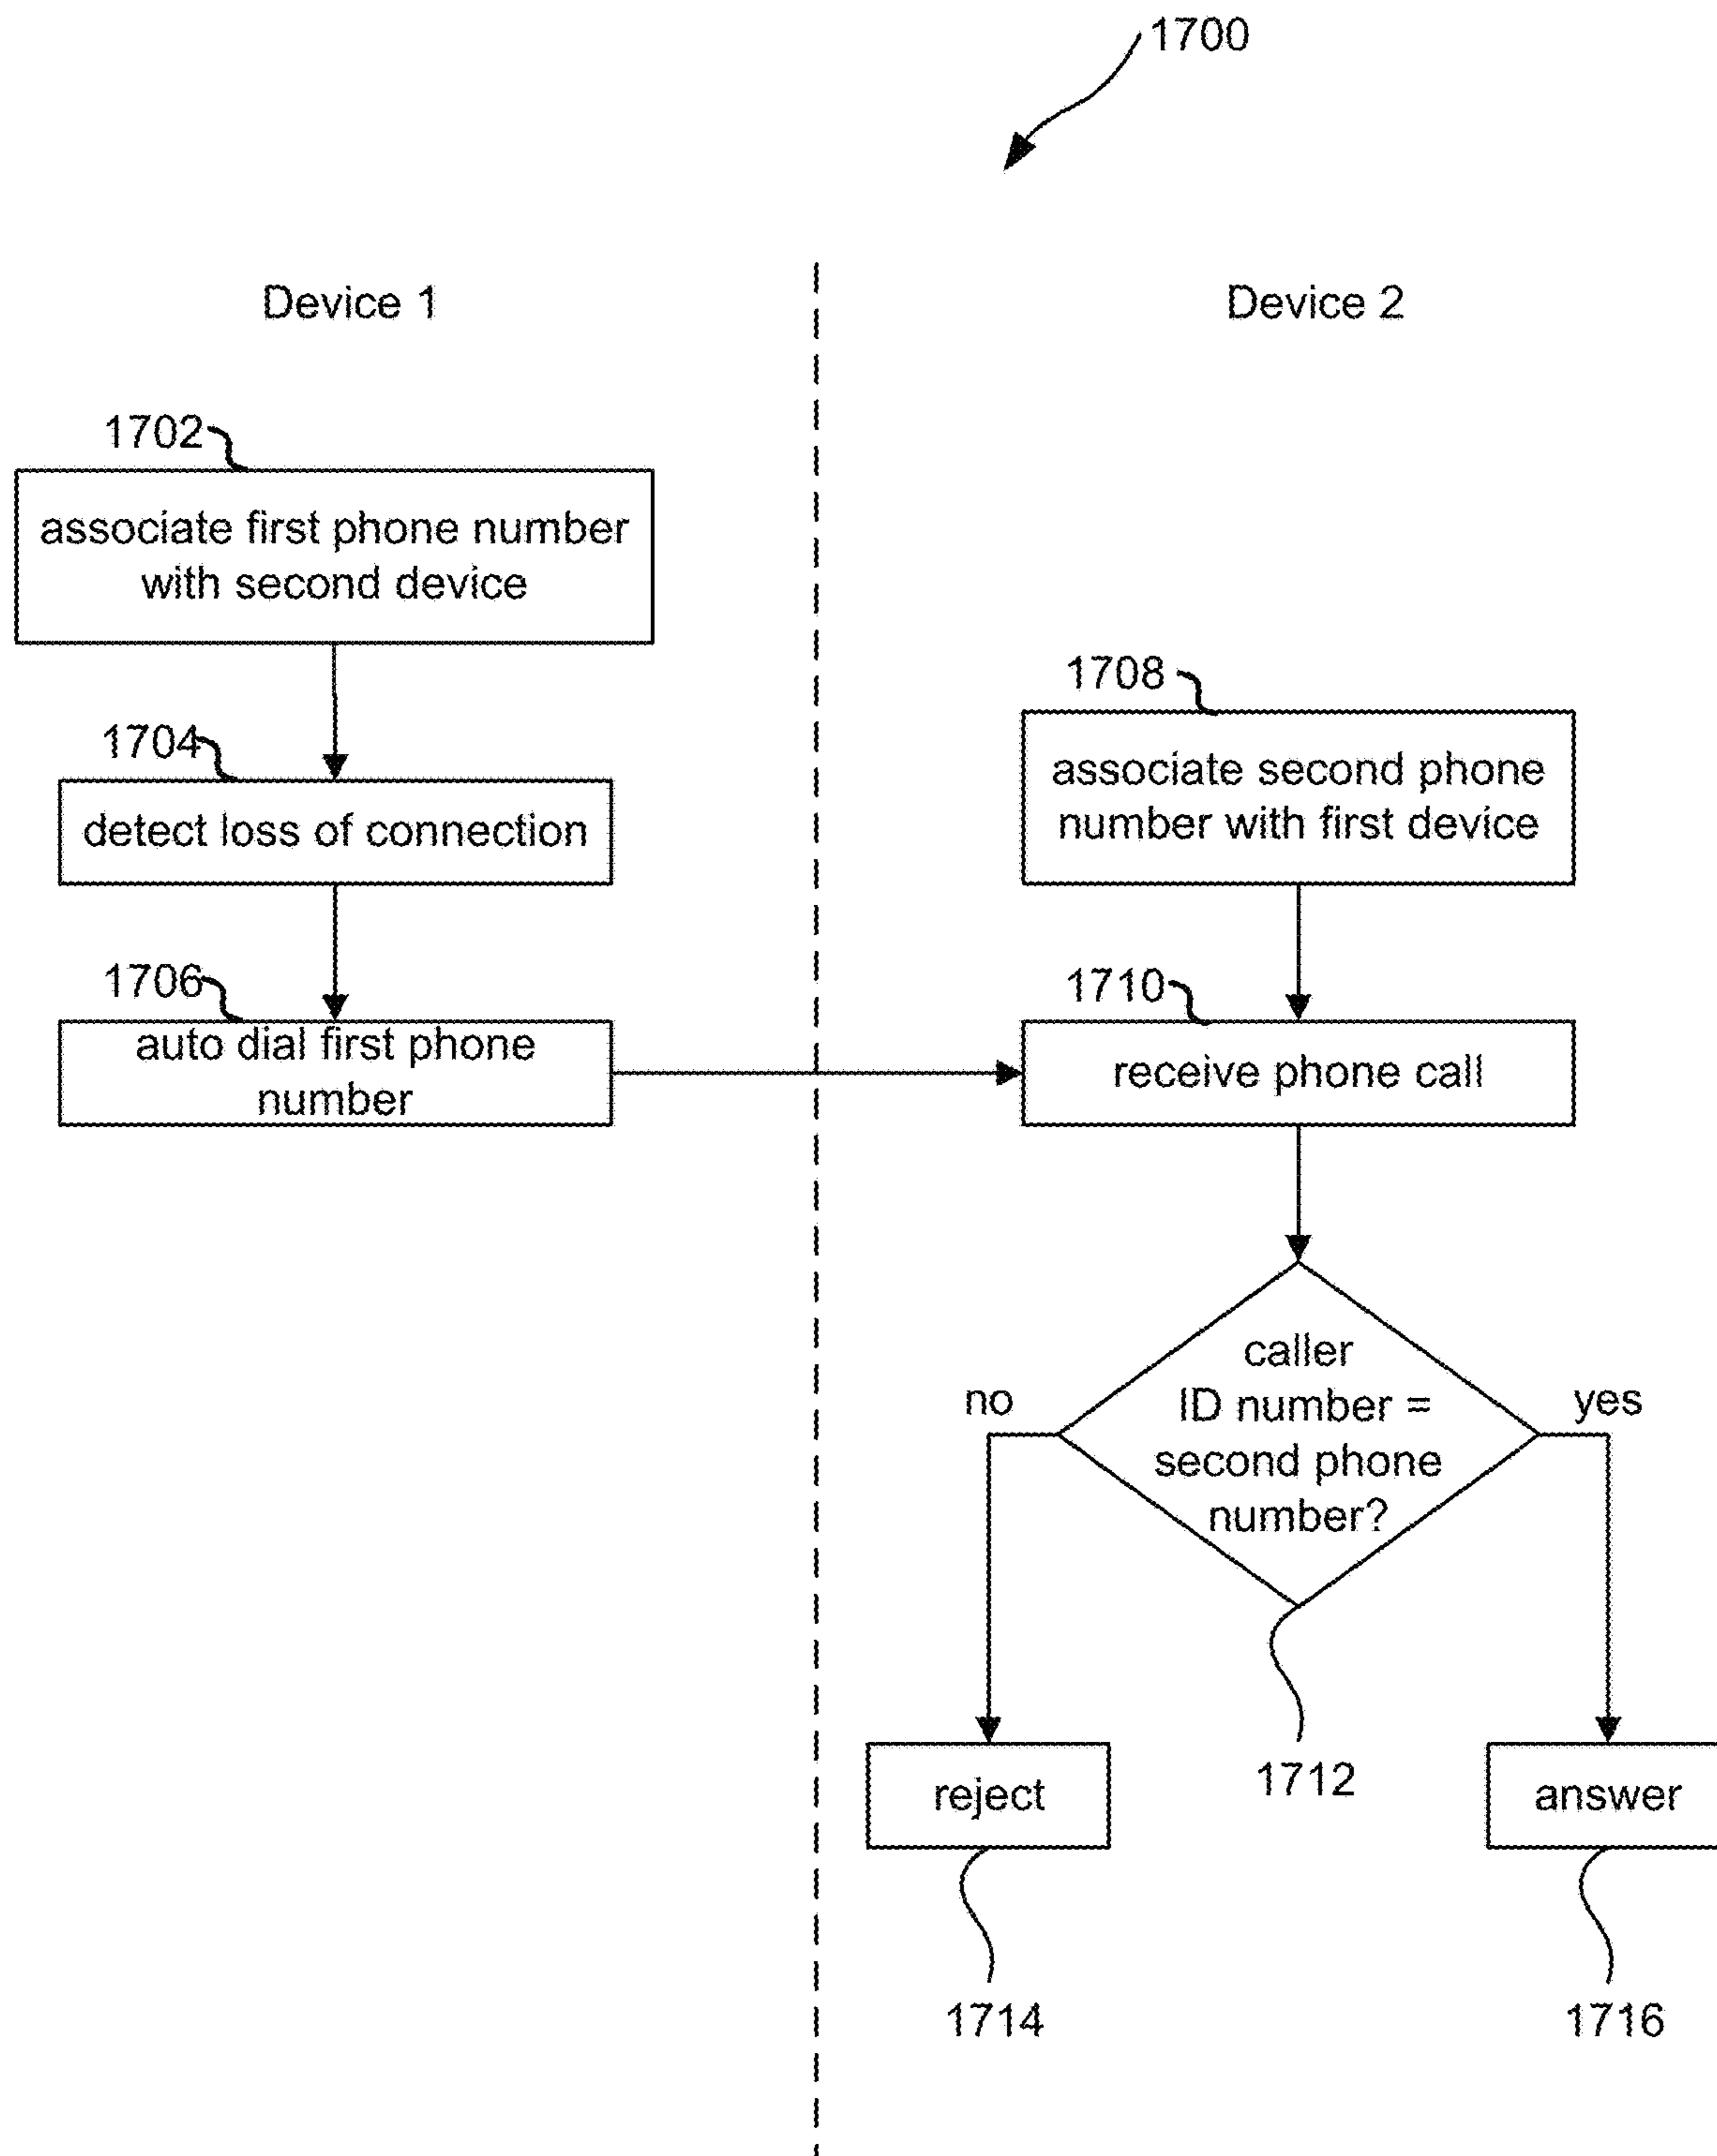 1700
Device 1
Device 2
1702
associate first phone number
with second device
1704
detect loss of connection
1706
auto dial first phone
number
1708
associate second phone
number with first device
1710
receive phone call
caller
ID number =
second phone
number?
no
yes
1712
reject
answer
1714
1716